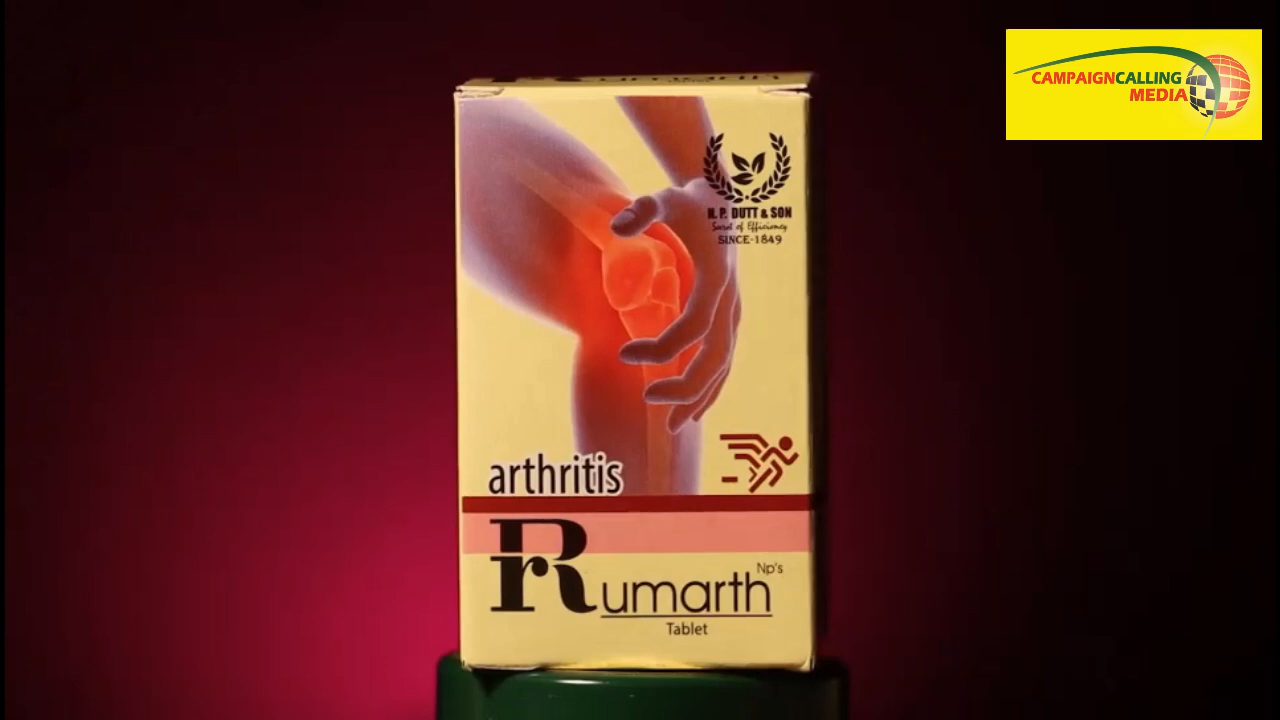 CAMPAIGNCALLING
MEDIA
N. P. DUTT & SON
Secret of Efficiency
SINCE-1849
arthritis
Rumarth
Np's
Tablet